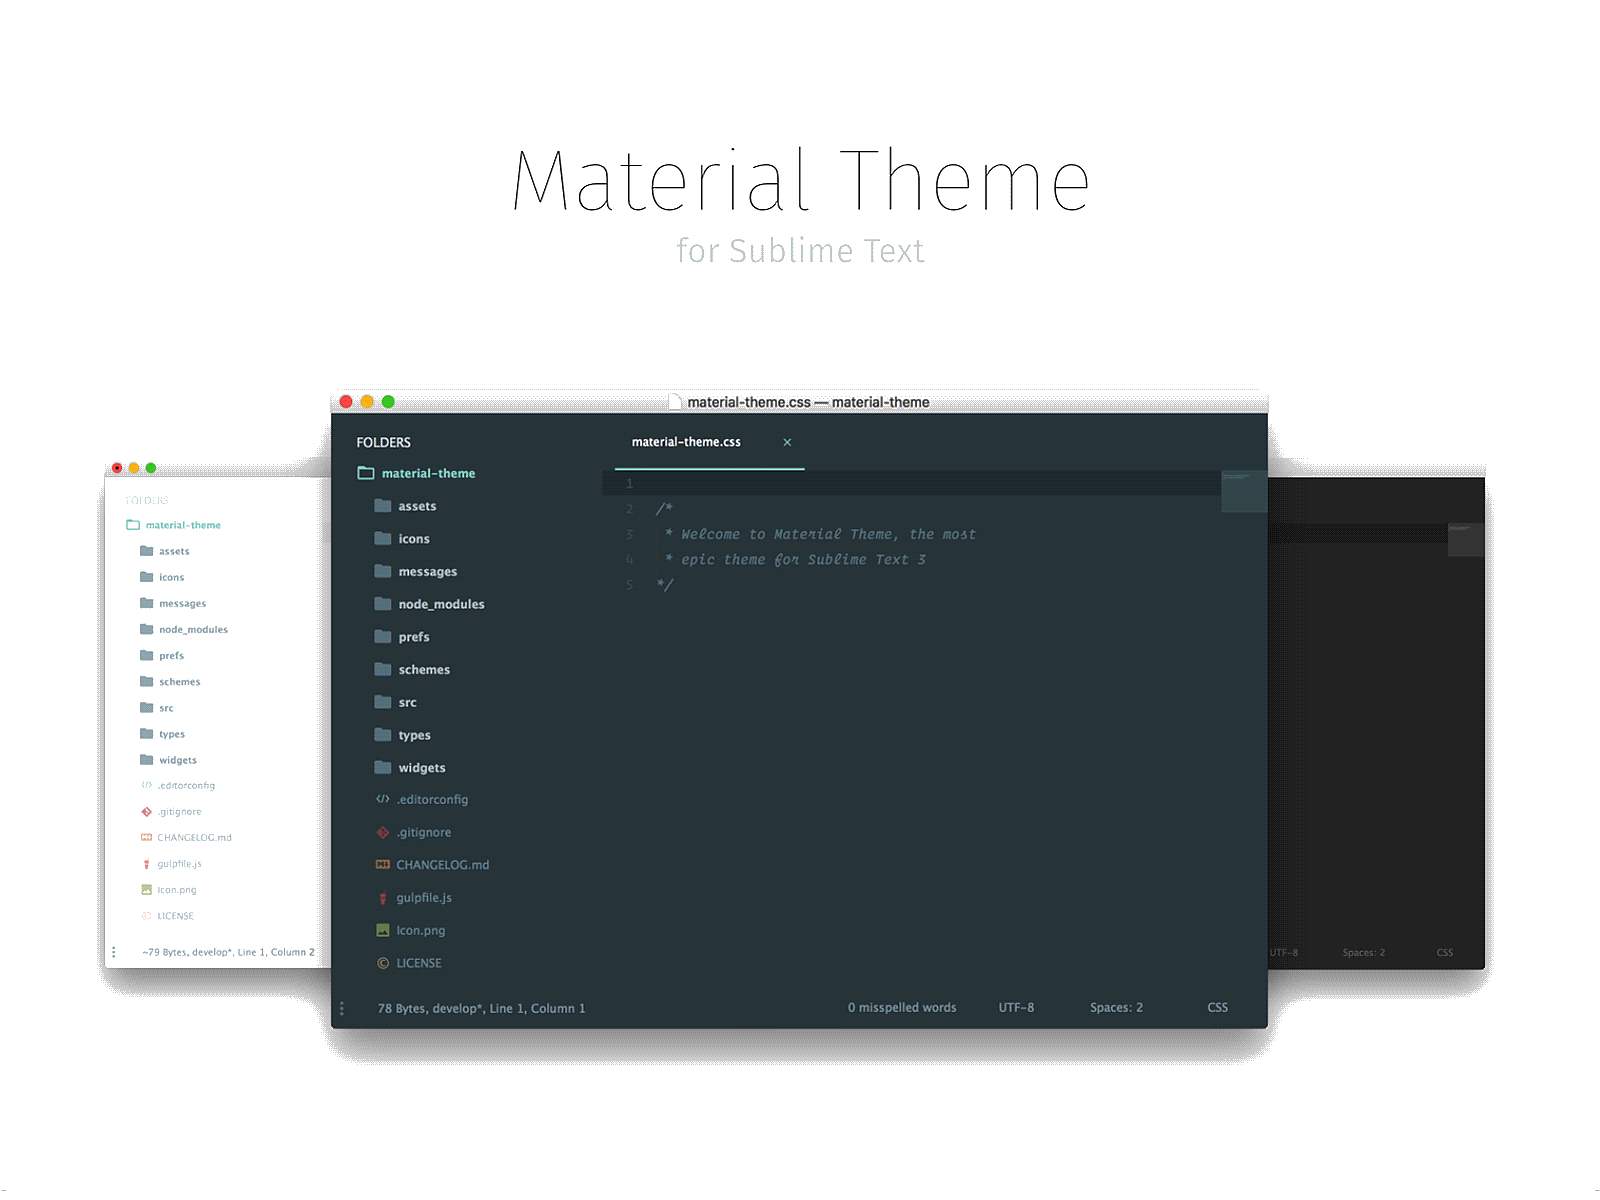 Material Theme
for Sublime Text
FOLDERS
material-theme
assets
icons
messages
node_modules
prefs
schemes
src
types
widgets
.editorconfig
.gitignore
CHANGELOG.md
gulpfile.js
Icon.png
LICENSE
~79 Bytes, develop*, Line 1, Column 2
material-theme.css — material-theme
FOLDERS
material-theme
assets
icons
messages
node_modules
prefs
schemes
src
types
widgets
.editorconfig
.gitignore
CHANGELOG.md
gulpfile.js
Icon.png
LICENSE
material-theme.css ×
1
2 /*
3 * Welcome to Material Theme, the most
4 * epic theme for Sublime Text 3
5 */
78 Bytes, develop*, Line 1, Column 1 0 misspelled words UTF-8 Spaces: 2 CSS
UTF-8 Spaces: 2 CSS